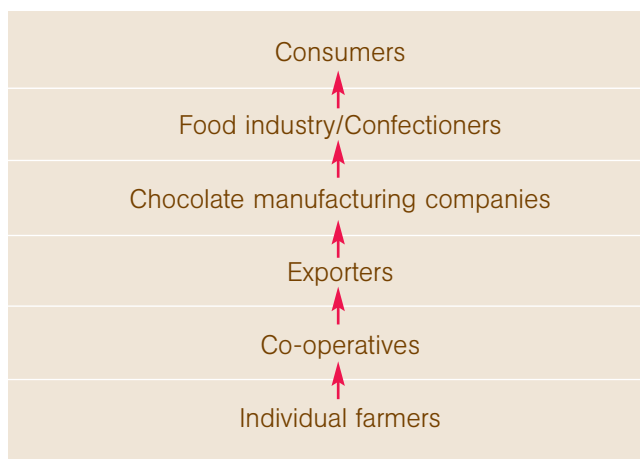 Consumers
Food industry/Confectioners
Chocolate manufacturing companies
Exporters
Co-operatives
Individual farmers